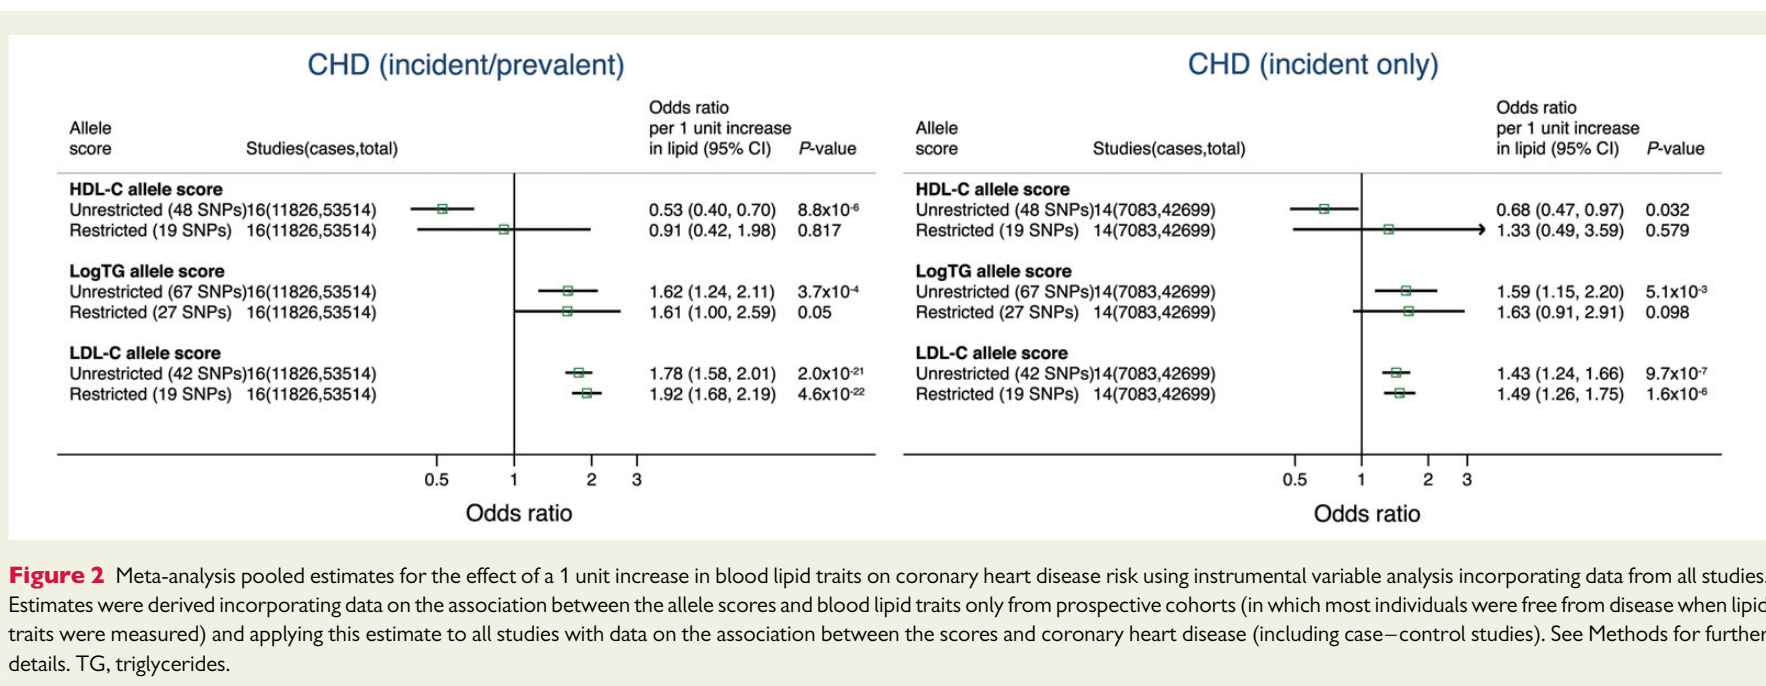 CHD (incident/prevalent)
Allele score Studies(cases,total) Odds ratio per 1 unit increase in lipid (95% CI) P-value
HDL-C allele score
Unrestricted (48 SNPs)16(11826,53514) 0.53 (0.40, 0.70) 8.8x10-6
Restricted (19 SNPs) 16(11826,53514) 0.91 (0.42, 1.98) 0.817
LogTG allele score
Unrestricted (67 SNPs)16(11826,53514) 1.62 (1.24, 2.11) 3.7x10-4
Restricted (27 SNPs) 16(11826,53514) 1.61 (1.00, 2.59) 0.05
LDL-C allele score
Unrestricted (42 SNPs)16(11826,53514) 1.78 (1.58, 2.01) 2.0x10-21
Restricted (19 SNPs) 16(11826,53514) 1.92 (1.68, 2.19) 4.6x10-22
0.5 1 2 3
Odds ratio
CHD (incident only)
Allele score Studies(cases,total) Odds ratio per 1 unit increase in lipid (95% CI) P-value
HDL-C allele score
Unrestricted (48 SNPs)14(7083,42699) 0.68 (0.47, 0.97) 0.032
Restricted (19 SNPs) 14(7083,42699) 1.33 (0.49, 3.59) 0.579
LogTG allele score
Unrestricted (67 SNPs)14(7083,42699) 1.59 (1.15, 2.20) 5.1x10-3
Restricted (27 SNPs) 14(7083,42699) 1.63 (0.91, 2.91) 0.098
LDL-C allele score
Unrestricted (42 SNPs)14(7083,42699) 1.43 (1.24, 1.66) 9.7x10-7
Restricted (19 SNPs) 14(7083,42699) 1.49 (1.26, 1.75) 1.6x10-6
0.5 1 2 3
Odds ratio
Figure 2 Meta-analysis pooled estimates for the effect of a 1 unit increase in blood lipid traits on coronary heart disease risk using instrumental variable analysis incorporating data from all studies.
Estimates were derived incorporating data on the association between the allele scores and blood lipid traits only from prospective cohorts (in which most individuals were free from disease when lipid
traits were measured) and applying this estimate to all studies with data on the association between the scores and coronary heart disease (including case–control studies). See Methods for further
details. TG, triglycerides.